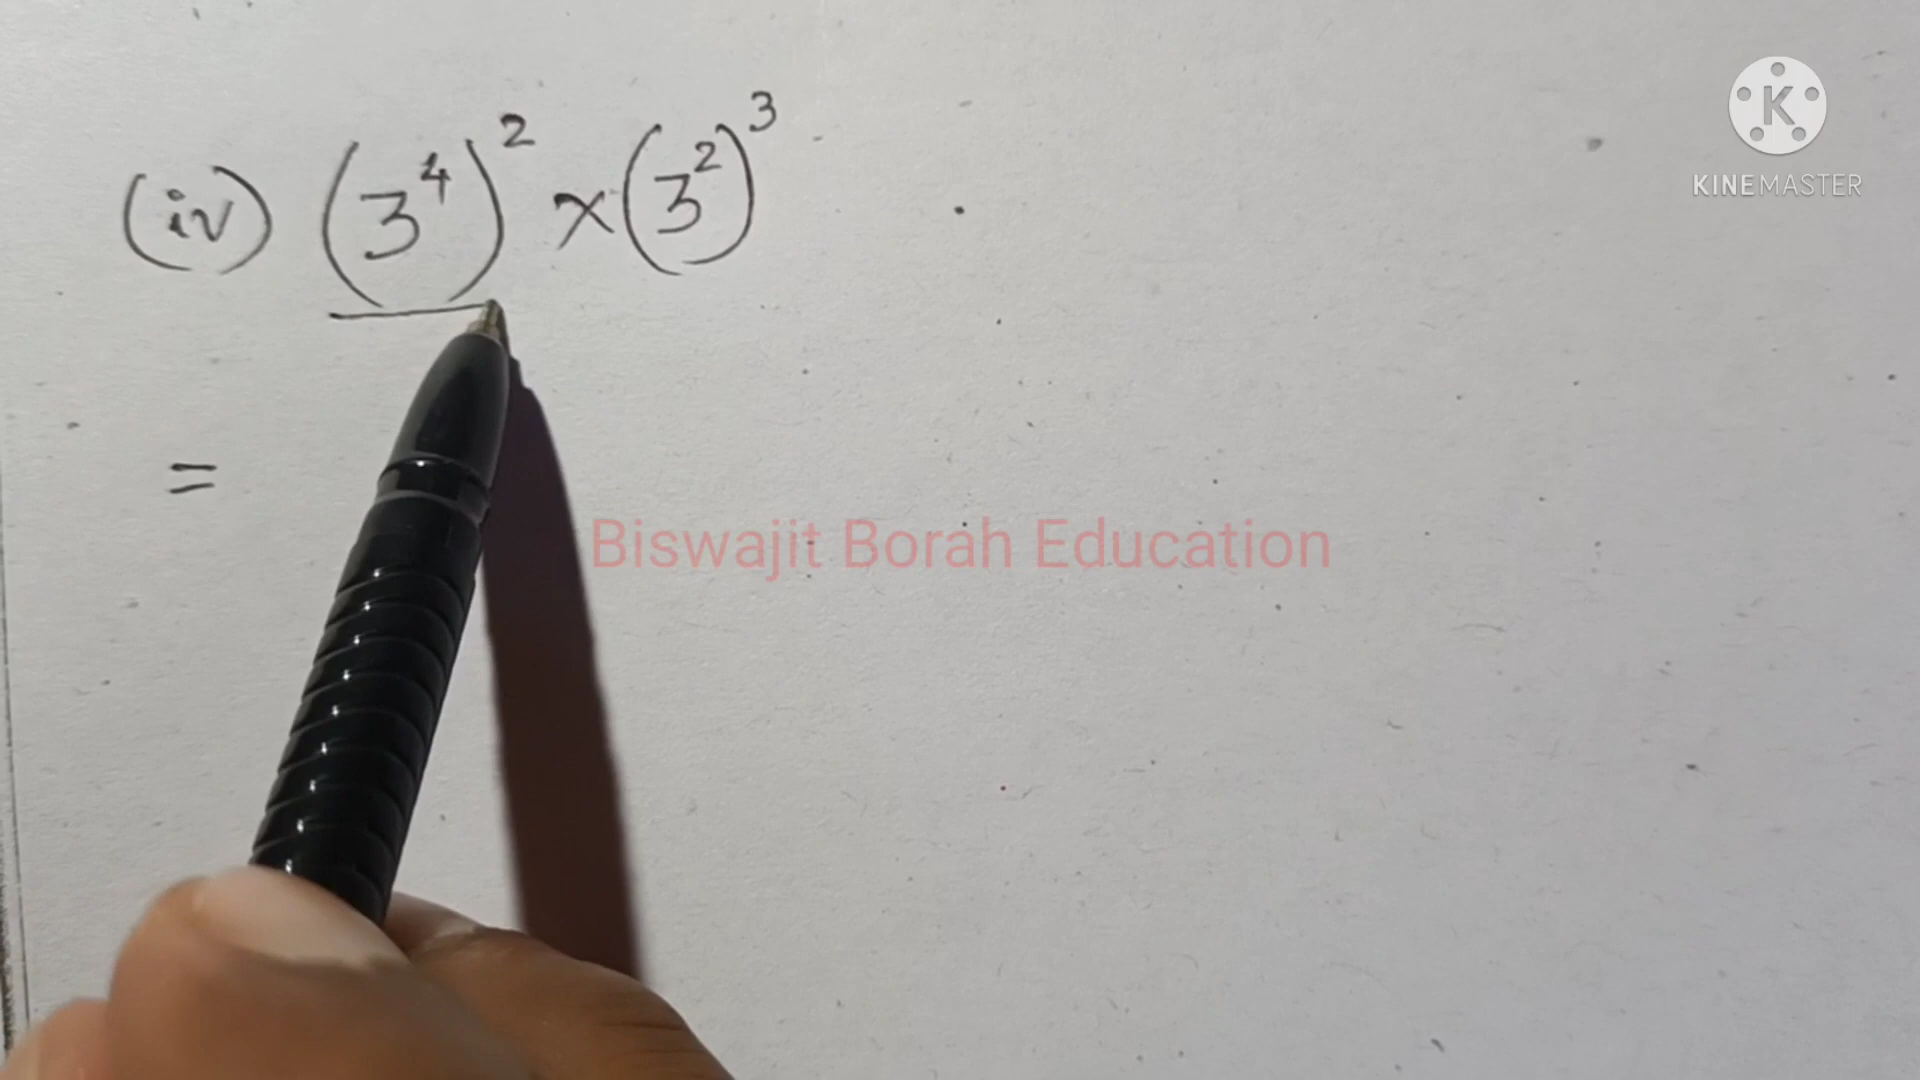 (iv) (3⁴)² × (3²)³
=
KINEMASTER
Biswajit Borah Education